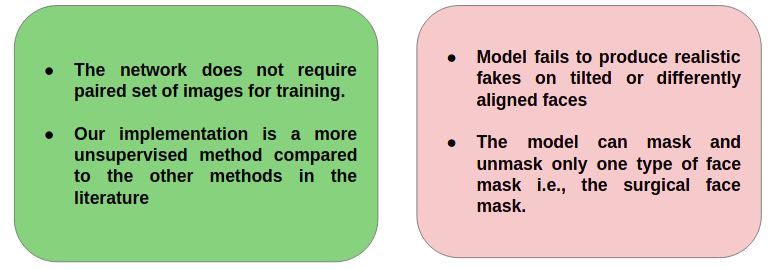 ● The network does not require
paired set of images for training.
● Our implementation is a more
unsupervised method compared
to the other methods in the
literature
● Model fails to produce realistic
fakes on tilted or differently
aligned faces
● The model can mask and
unmask only one type of face
mask i.e., the surgical face
mask.